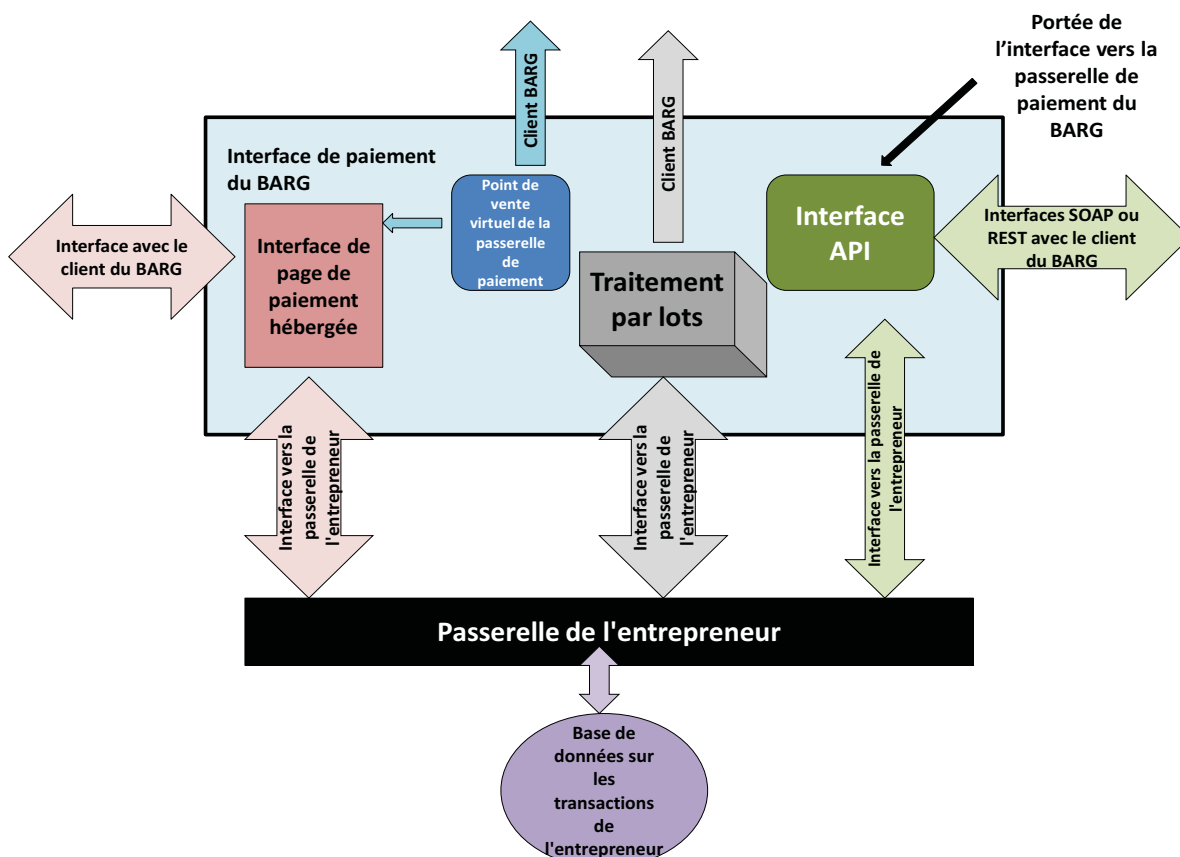 Portée de
l'interface vers la
passerelle de
paiement du
BARG
Client BARG
Client BARG
Interface de paiement
du BARG
Point de
vente
virtuel de la
passerelle
de
paiement
Interface
API
Interfaces SOAP ou
REST avec le client
du BARG
Interface avec le
client du BARG
Interface de
page de
paiement
hébergée
Traitement
par lots
Interface vers la
passerelle de
l'entrepreneur
Interface vers la
passerelle de
l'entrepreneur
Interface vers la passerelle de
l'entrepreneur
Passerelle de l'entrepreneur
Base de
données sur
les
transactions
de
l'entrepreneur